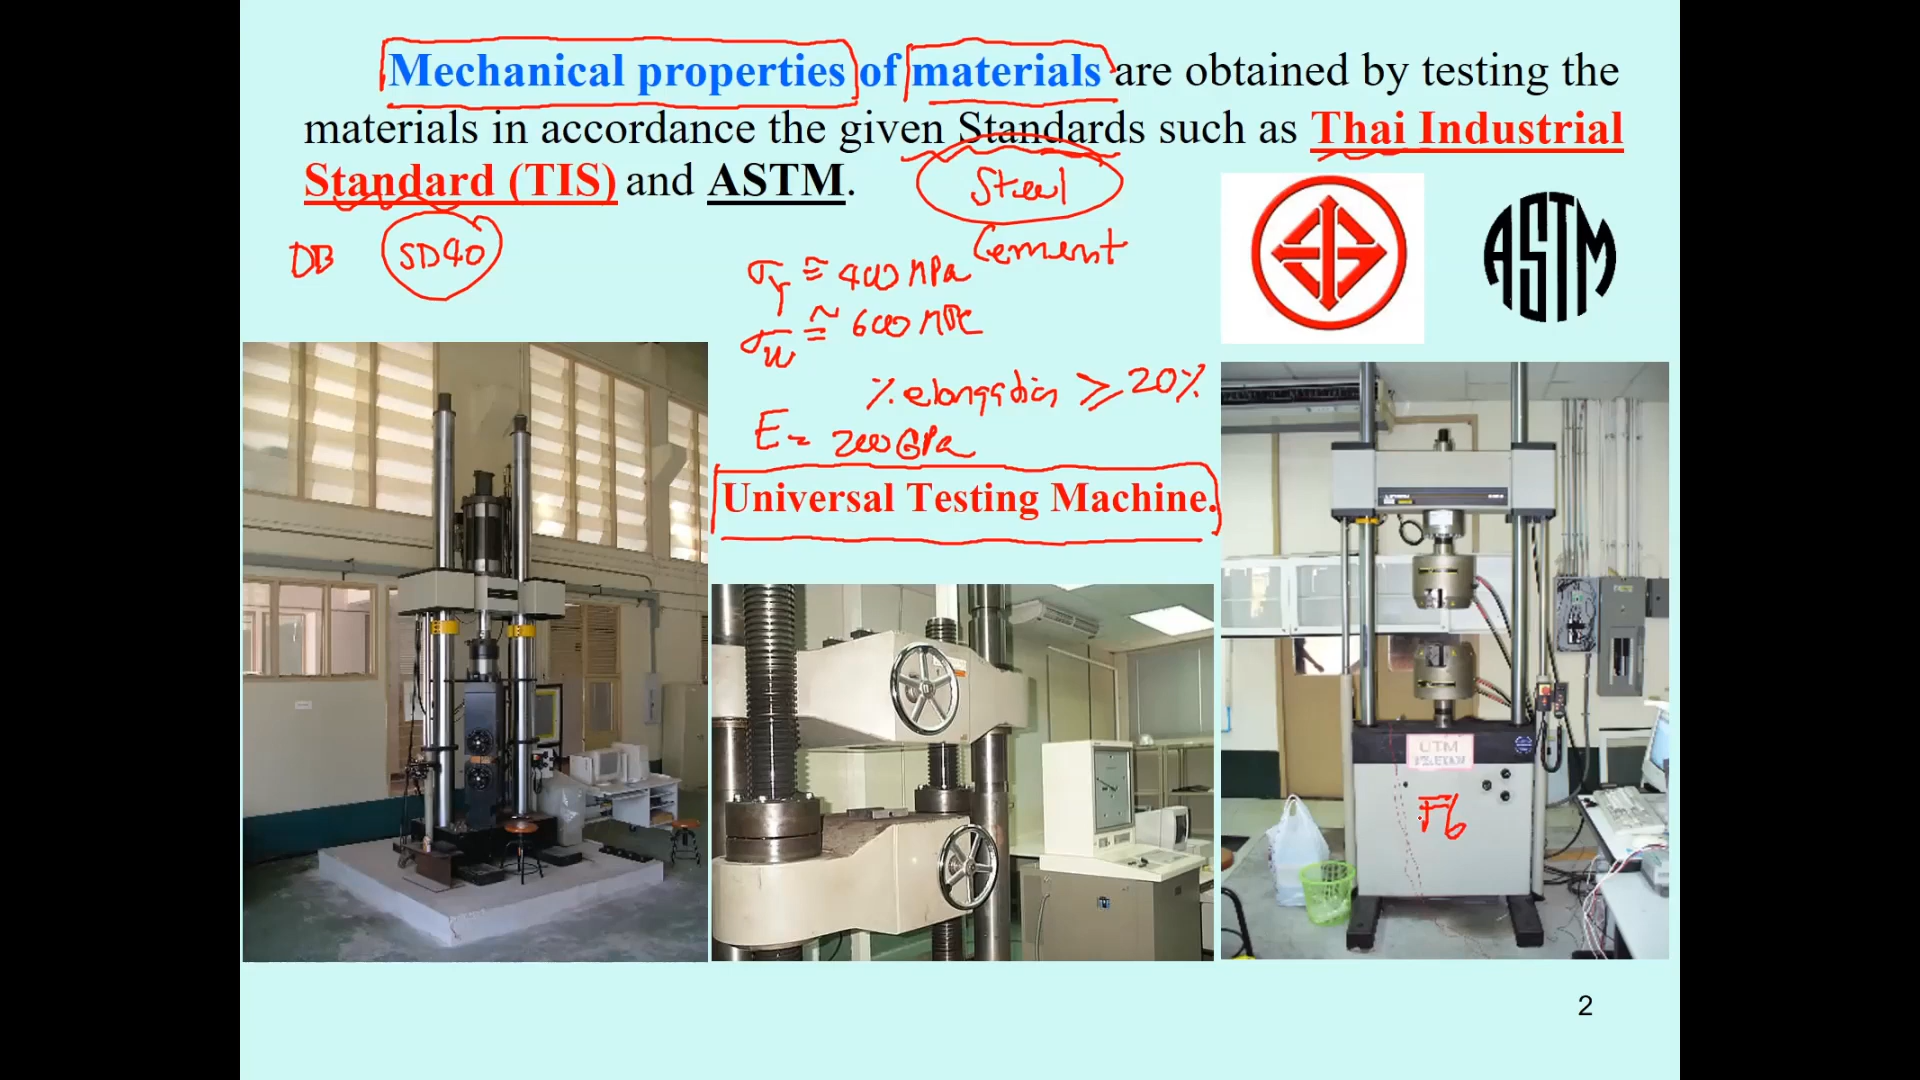 Mechanical properties of materials are obtained by testing the
materials in accordance the given Standards such as Thai Industrial
Standard (TIS) and ASTM.
Steel
Cement
ASTM
DB SD40
σy ≅ 400 MPa
σu ≅ 600 MPa
% elongation ≥ 20%
E ≈ 200 GPa
Universal Testing Machine.
UTM
2